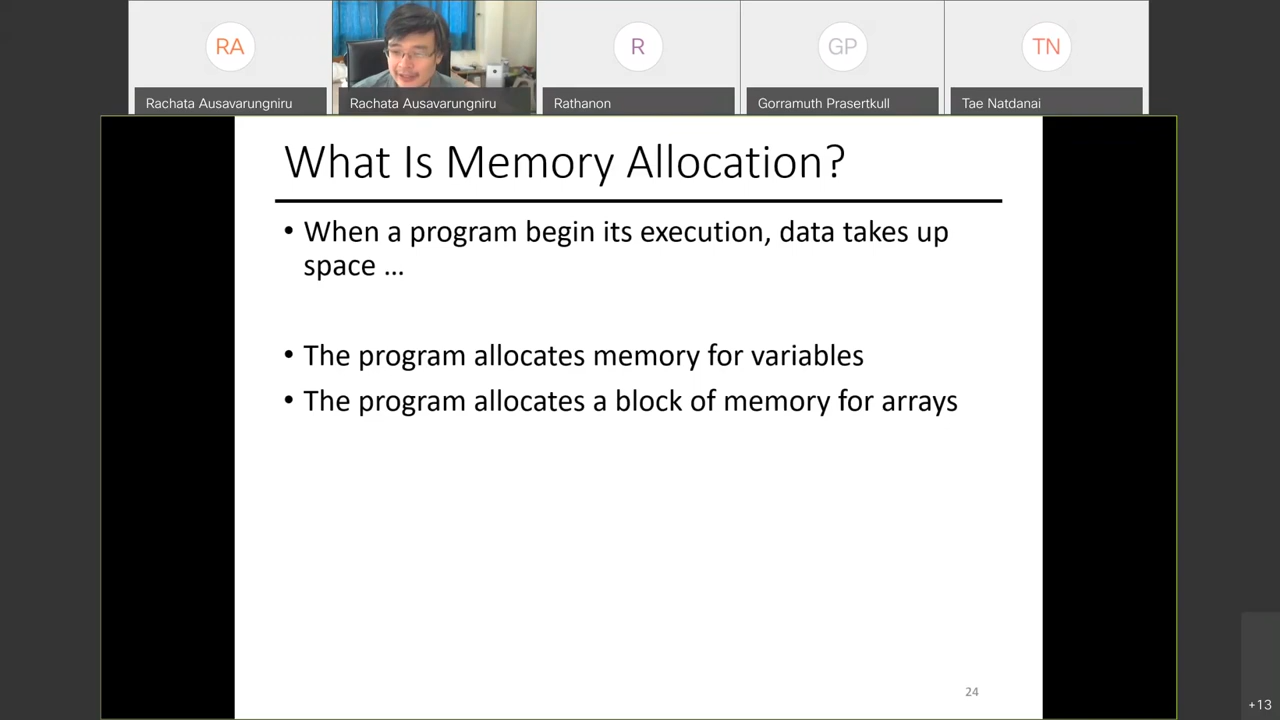 RA
R
GP
TN
Rachata Ausavarungniru
Rachata Ausavarungniru
Rathanon
Gorramuth Prasertkull
Tae Natdanai
What Is Memory Allocation?
• When a program begin its execution, data takes up
space ...
• The program allocates memory for variables
• The program allocates a block of memory for arrays
24
+13